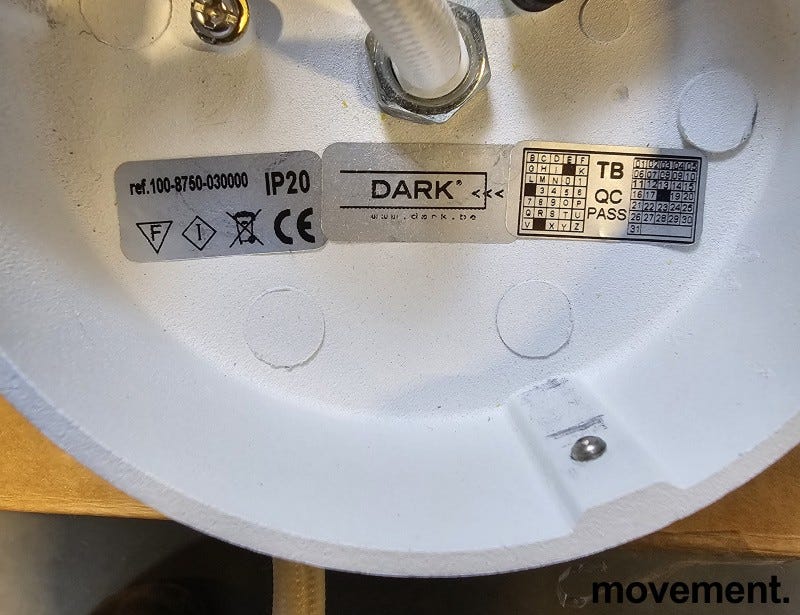 ref.100-8750-030000 IP20
F I CE
DARK® <<<
www.dark.be
TB
QC
PASS
B C D E F
G H I K
L M N O 1
3 4 5 6
7 8 9 O P
Q R S T U
V X Y Z
01 02 03 04 05
06 07 08 09 10
11 12 13 14 15
16 17 19 20
21 22 23 24 25
26 27 28 29 30
31
movement.